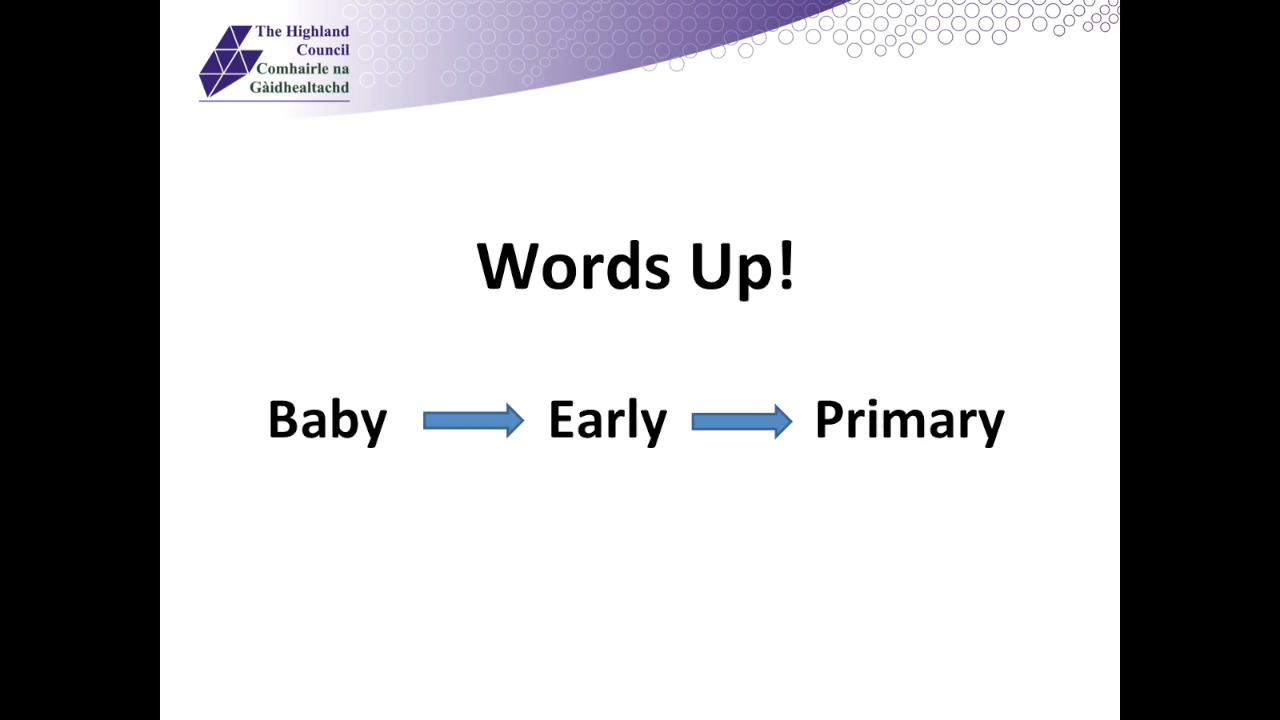 The Highland
Council
Comhairle na
Gàidhealtachd
Words Up!
Baby Early Primary